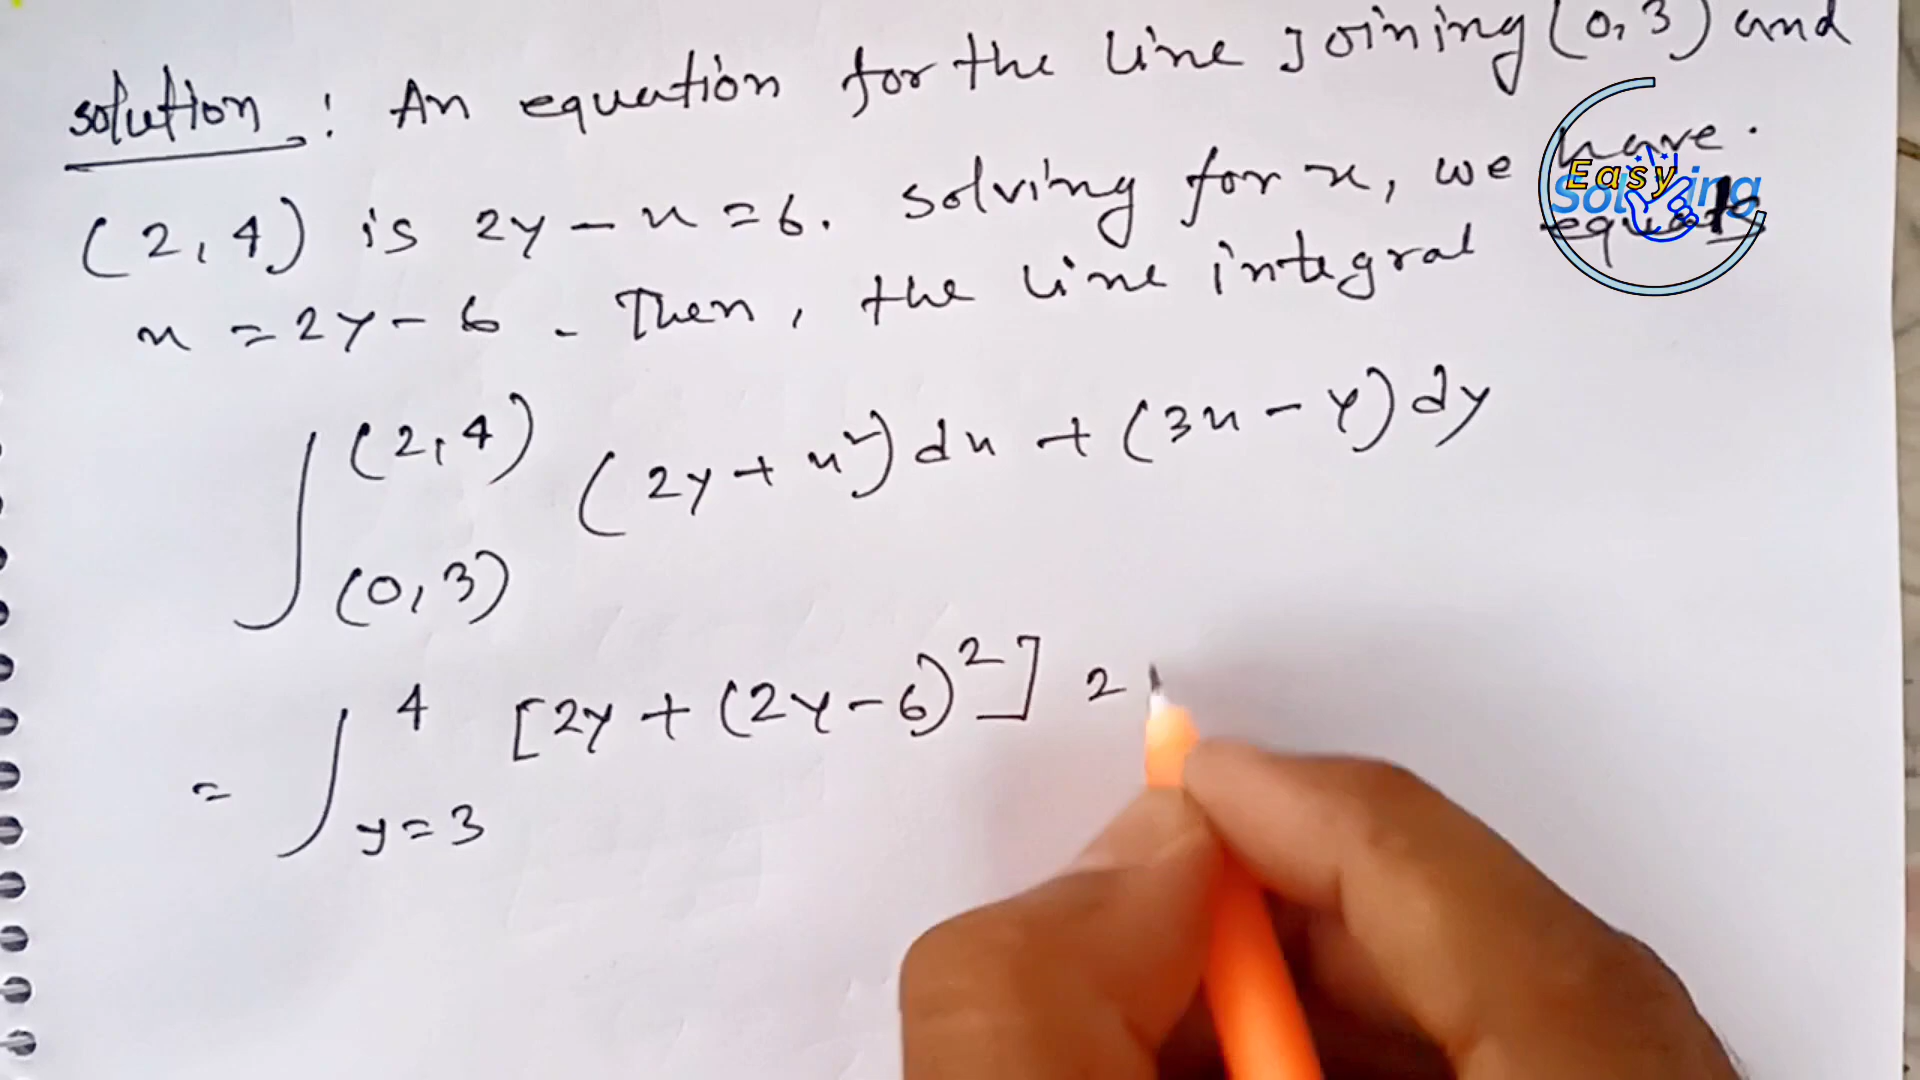 solution : An equation for the line joining (0,3) and
(2,4) is 2y - x = 6. solving for x, we have.
x = 2y - 6 . Then, the line integral equals
∫ (2,4) (0,3) (2y + x²) dx + (3x - y) dy
= ∫ 4 y=3 [2y + (2y - 6)²] 2
Easy
Solving